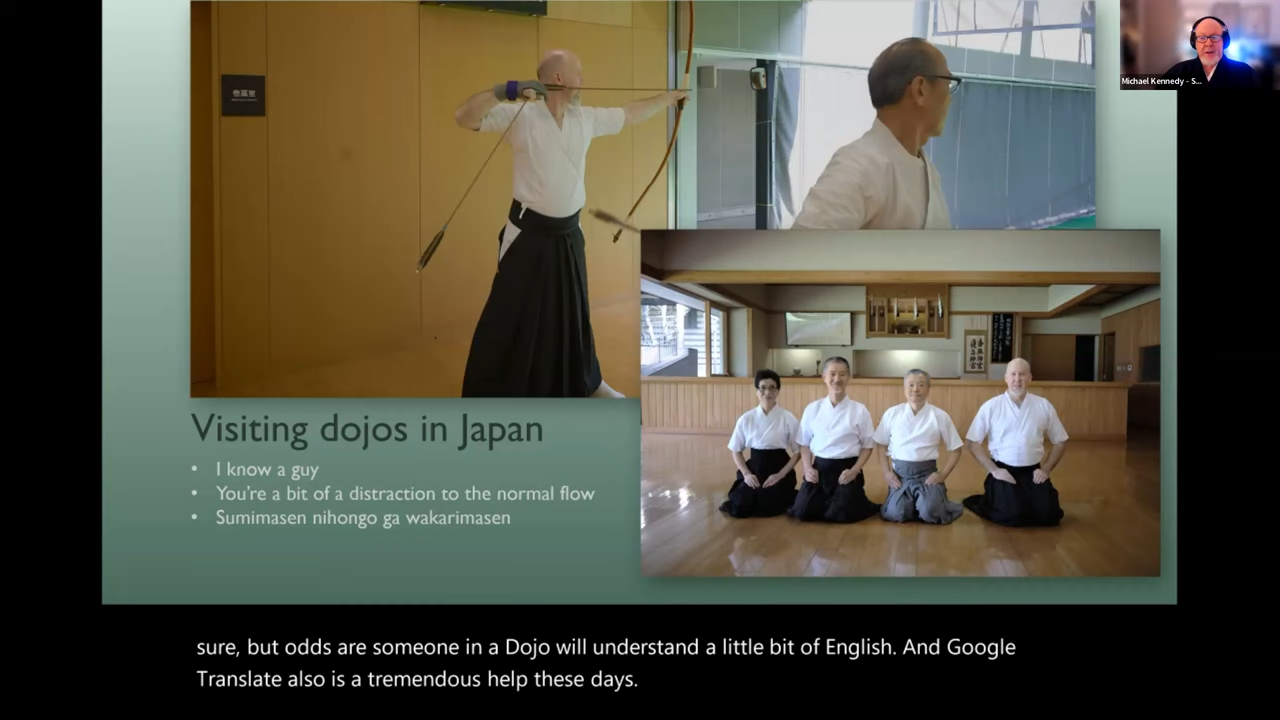 Michael Kennedy - S...
Visiting dojos in Japan
• I know a guy
• You're a bit of a distraction to the normal flow
• Sumimasen nihongo ga wakarimasen
sure, but odds are someone in a Dojo will understand a little bit of English. And Google
Translate also is a tremendous help these days.